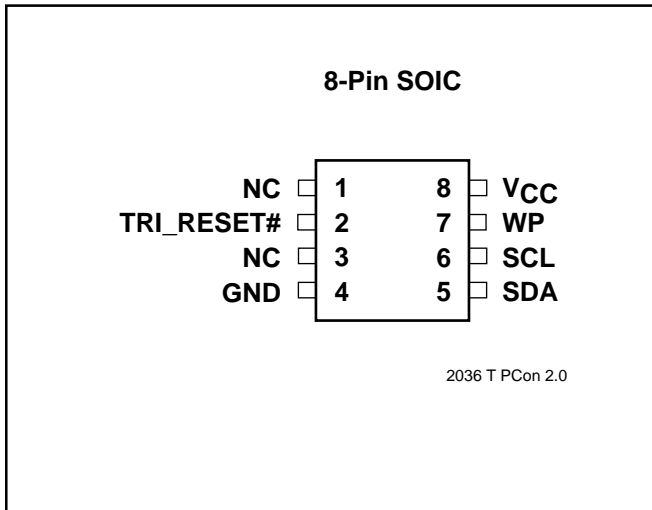 8-Pin SOIC
NC 1 8 VCC
TRI_RESET# 2 7 WP
NC 3 6 SCL
GND 4 5 SDA
2036 T PCon 2.0